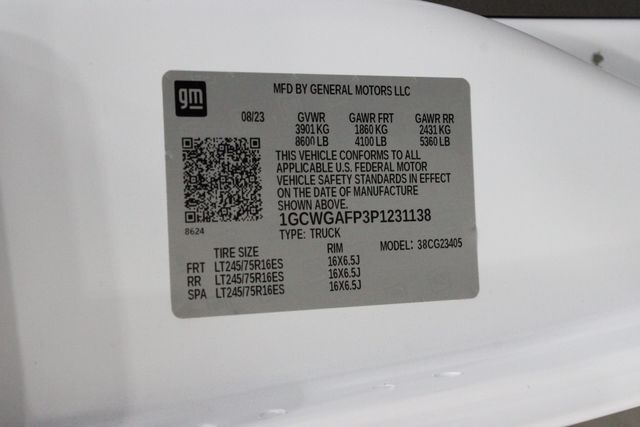 gm
MFD BY GENERAL MOTORS LLC
08/23 GVWR GAWR FRT GAWR RR
3901 KG 1860 KG 2431 KG
8600 LB 4100 LB 5360 LB
THIS VEHICLE CONFORMS TO ALL
APPLICABLE U.S. FEDERAL MOTOR
VEHICLE SAFETY STANDARDS IN EFFECT
ON THE DATE OF MANUFACTURE
SHOWN ABOVE.
8624
1GCWGAFP3P1231138
TYPE: TRUCK
MODEL: 38CG23405
TIRE SIZE RIM
FRT LT245/75R16ES 16X6.5J
RR LT245/75R16ES 16X6.5J
SPA LT245/75R16ES 16X6.5J